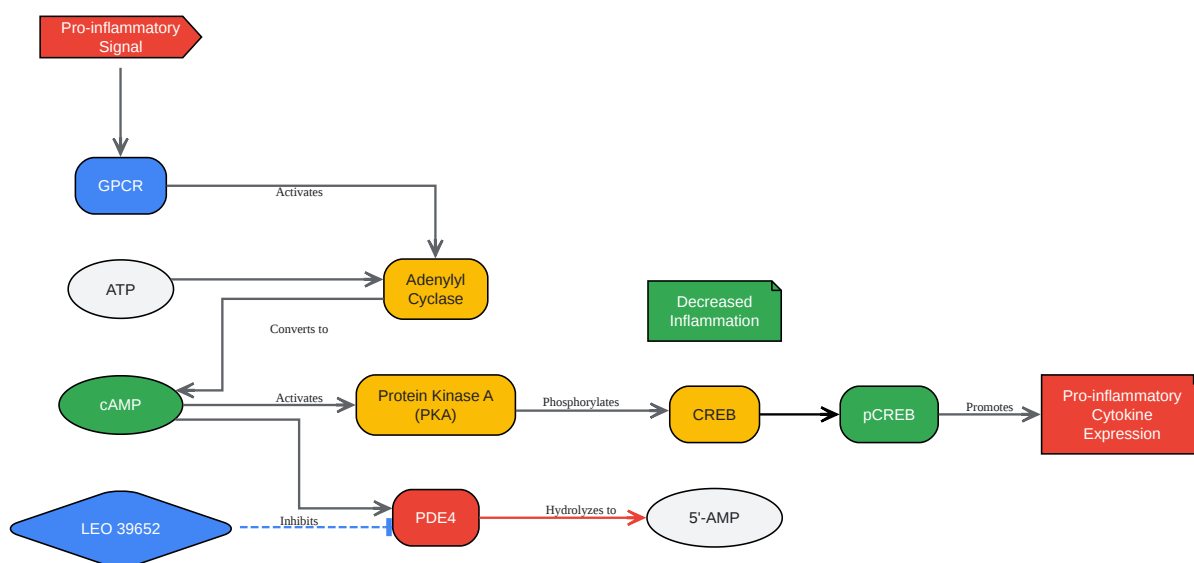 Pro-inflammatory
Signal
GPCR
Activates
ATP
Adenylyl
Cyclase
Decreased
Inflammation
Converts to
cAMP
Activates
Protein Kinase A
(PKA)
Phosphorylates
CREB
pCREB
Promotes
Pro-inflammatory
Cytokine
Expression
LEO 39652
Inhibits
PDE4
Hydrolyzes to
5'-AMP